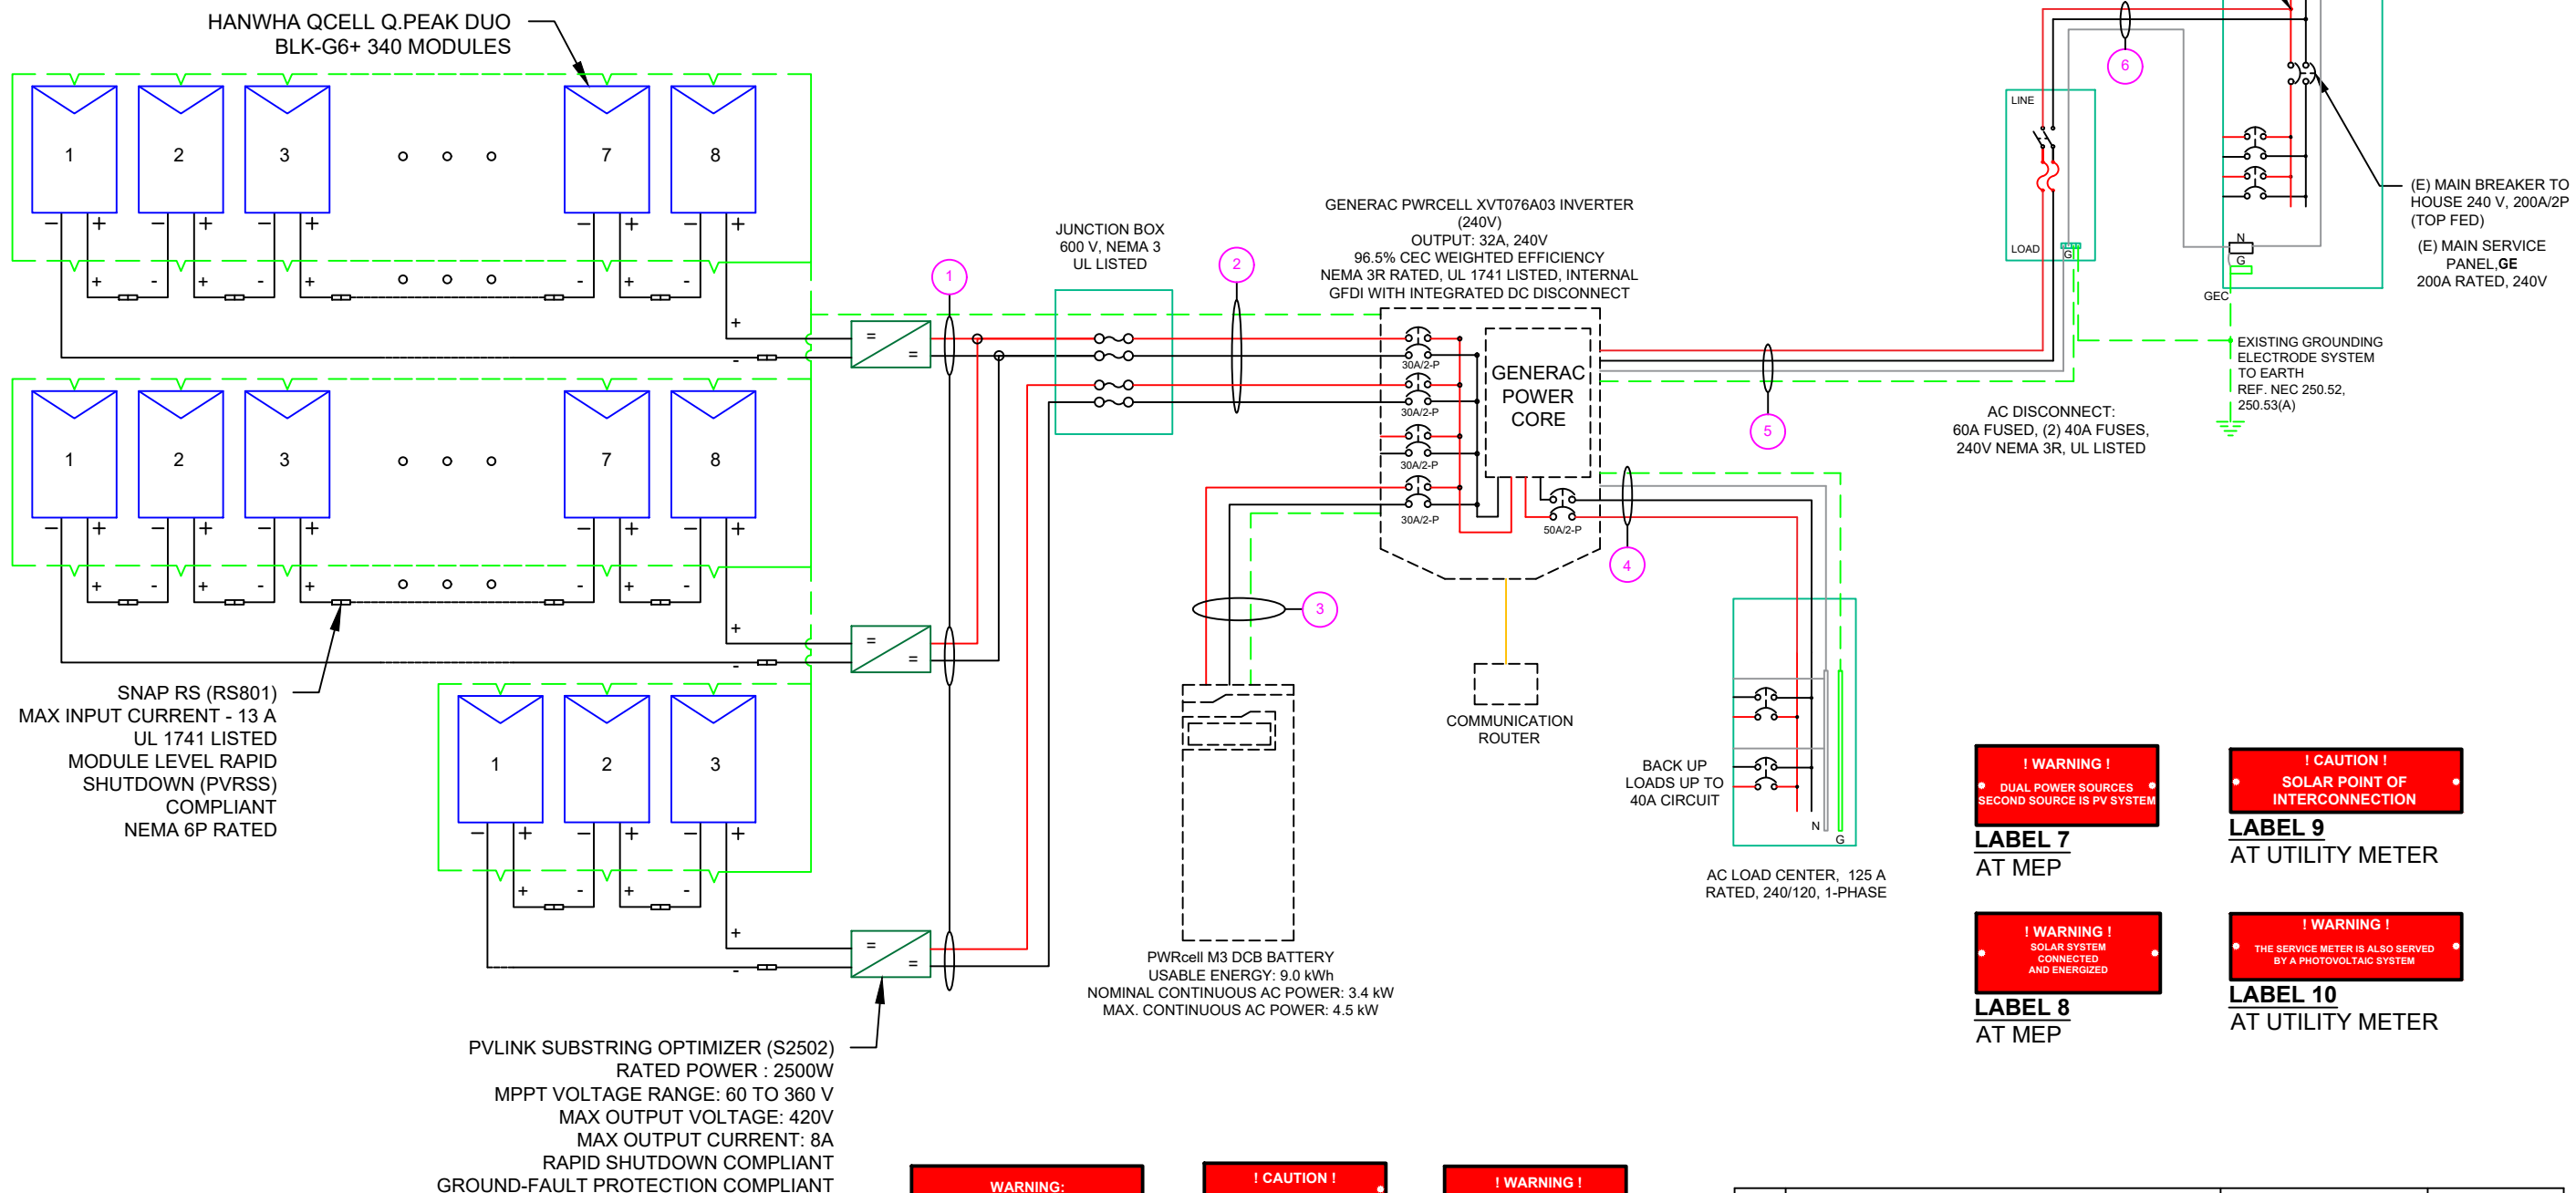 HANWHA QCELL Q.PEAK DUO
BLK-G6+ 340 MODULES
1
2
3
7
8
− + − + − + − + − +
+ - + - + - + -
+
-
1
2
3
7
8
− + − + − + − + − +
+ - + - + - + -
+
-
1
2
3
− + − + − +
+ - + -
+
-
SNAP RS (RS801)
MAX INPUT CURRENT - 13 A
UL 1741 LISTED
MODULE LEVEL RAPID
SHUTDOWN (PVRSS)
COMPLIANT
NEMA 6P RATED
= =
= =
= =
PVLINK SUBSTRING OPTIMIZER (S2502)
RATED POWER : 2500W
MPPT VOLTAGE RANGE: 60 TO 360 V
MAX OUTPUT VOLTAGE: 420V
MAX OUTPUT CURRENT: 8A
RAPID SHUTDOWN COMPLIANT
GROUND-FAULT PROTECTION COMPLIANT
1
JUNCTION BOX
600 V, NEMA 3
UL LISTED
2
GENERAC PWRCELL XVT076A03 INVERTER
(240V)
OUTPUT: 32A, 240V
96.5% CEC WEIGHTED EFFICIENCY
NEMA 3R RATED, UL 1741 LISTED, INTERNAL
GFDI WITH INTEGRATED DC DISCONNECT
30A/2-P
30A/2-P
30A/2-P
30A/2-P
GENERAC
POWER
CORE
50A/2-P
3
4
5
6
PWRcell M3 DCB BATTERY
USABLE ENERGY: 9.0 kWh
NOMINAL CONTINUOUS AC POWER: 3.4 kW
MAX. CONTINUOUS AC POWER: 4.5 kW
COMMUNICATION
ROUTER
BACK UP
LOADS UP TO
40A CIRCUIT
N
G
AC LOAD CENTER, 125 A
RATED, 240/120, 1-PHASE
LINE
LOAD
G
AC DISCONNECT:
60A FUSED, (2) 40A FUSES,
240V NEMA 3R, UL LISTED
N
G
GEC
(E) MAIN BREAKER TO
HOUSE 240 V, 200A/2P
(TOP FED)
(E) MAIN SERVICE
PANEL,GE
200A RATED, 240V
EXISTING GROUNDING
ELECTRODE SYSTEM
TO EARTH
REF. NEC 250.52,
250.53(A)
! WARNING !
DUAL POWER SOURCES
SECOND SOURCE IS PV SYSTEM
LABEL 7
AT MEP
! CAUTION !
SOLAR POINT OF
INTERCONNECTION
LABEL 9
AT UTILITY METER
! WARNING !
SOLAR SYSTEM
CONNECTED
AND ENERGIZED
LABEL 8
AT MEP
! WARNING !
THE SERVICE METER IS ALSO SERVED
BY A PHOTOVOLTAIC SYSTEM
LABEL 10
AT UTILITY METER
WARNING:
! CAUTION !
! WARNING !